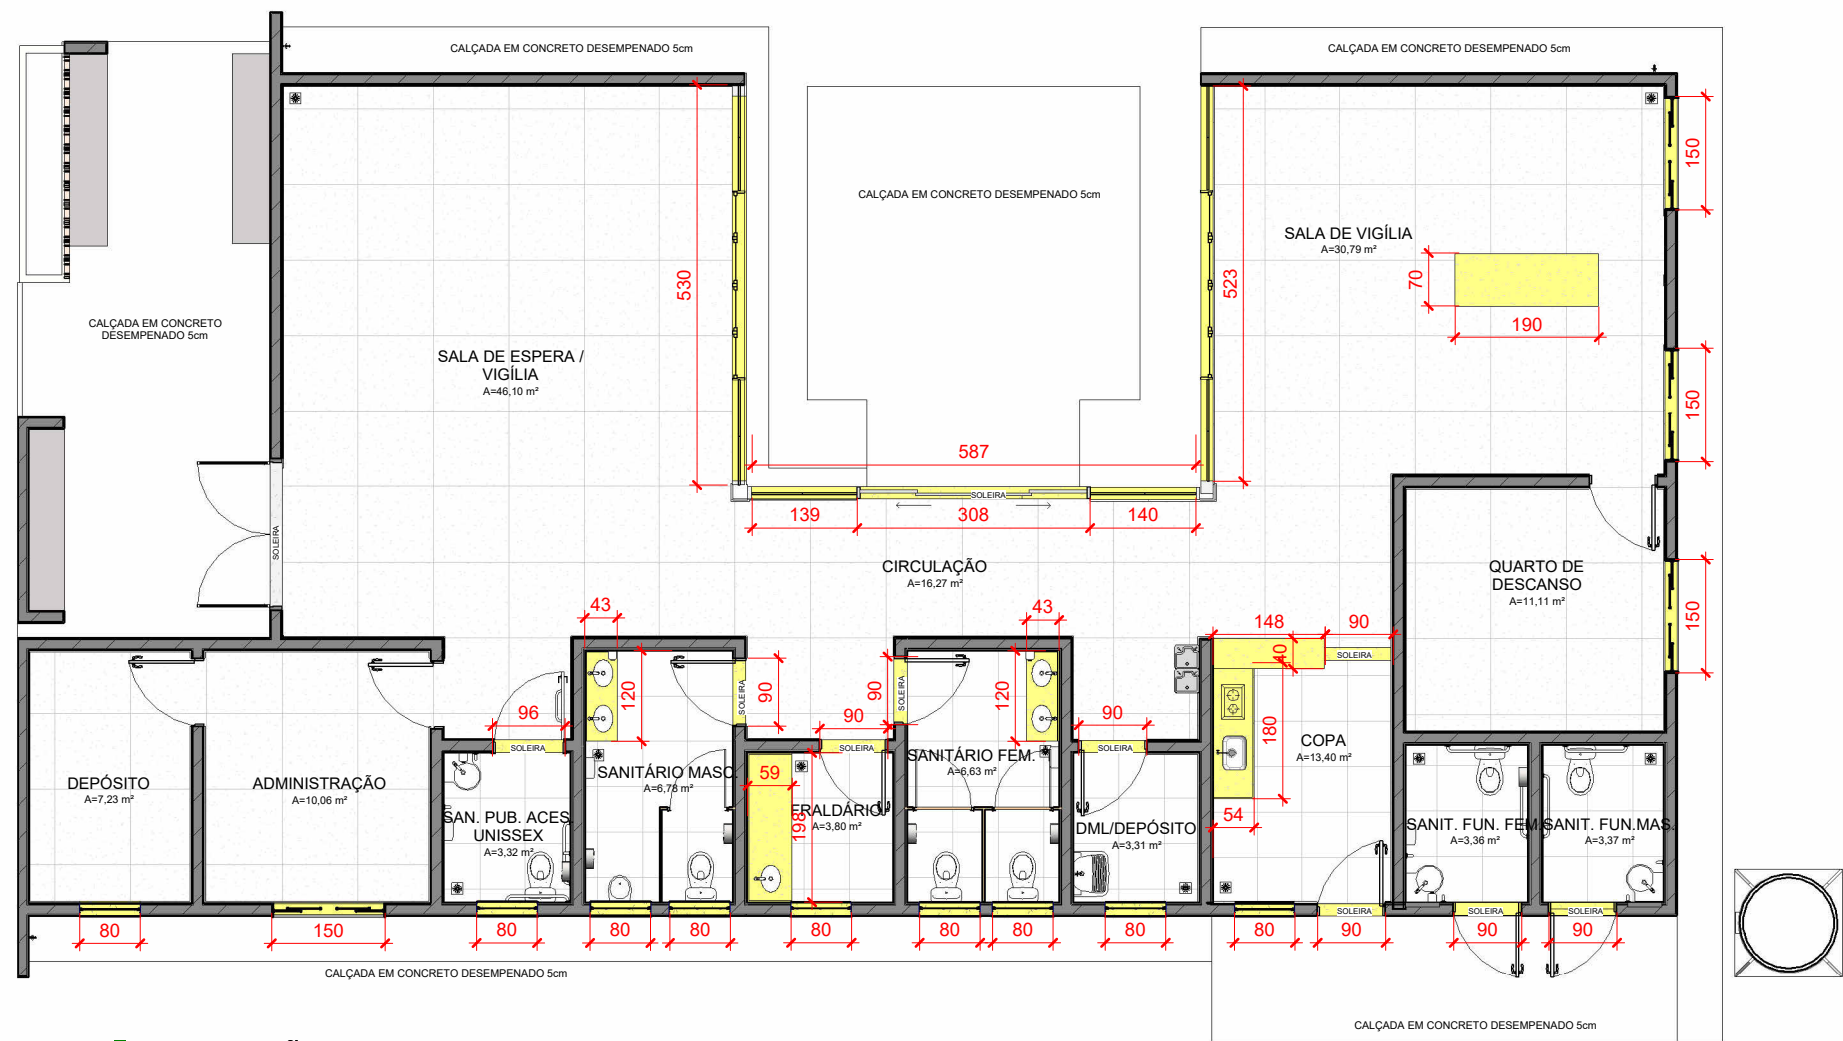 CALÇADA EM CONCRETO DESEMPENADO 5cm
CALÇADA EM CONCRETO DESEMPENADO 5cm
CALÇADA EM CONCRETO DESEMPENADO 5cm
150
SALA DE VIGÍLIA
A=30,79 m²
530
523
70
190
CALÇADA EM CONCRETO
DESEMPENADO 5cm
SALA DE ESPERA /
VIGÍLIA
A=46,10 m²
150
587
SOLEIRA
139
308
140
SOLEIRA
CIRCULAÇÃO
A=16,27 m²
QUARTO DE
DESCANSO
A=11,11 m²
150
43
43
148
90
40
SOLEIRA
120
90
SOLEIRA
90
SOLEIRA
120
96
90
90
SOLEIRA
SOLEIRA
SOLEIRA
180
COPA
A=13,40 m²
DEPÓSITO
A=7,23 m²
ADMINISTRAÇÃO
A=10,06 m²
SANITÁRIO MASC.
A=6,78 m²
59
SANITÁRIO FEM.
A=6,63 m²
SAN. PUB. ACES
UNISSEX
A=3,32 m²
198
ERALDÁRIO
A=3,80 m²
DML/DEPÓSITO
A=3,31 m²
54
SANIT. FUN. FEM.
A=3,36 m²
SANIT. FUN.MAS.
A=3,37 m²
SOLEIRA
SOLEIRA
SOLEIRA
80
150
80
80
80
80
80
80
80
80
90
90
90
CALÇADA EM CONCRETO DESEMPENADO 5cm
CALÇADA EM CONCRETO DESEMPENADO 5cm